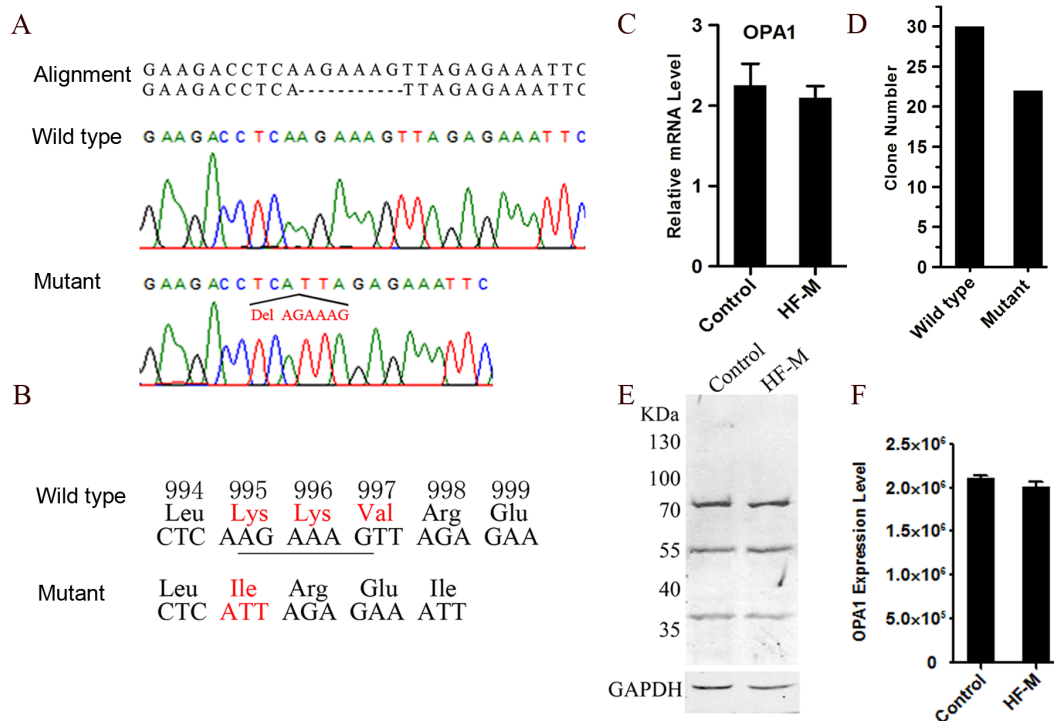 A
Alignment
GAAGACCTCAAGAAAGTTAGAGAAATTC
GAAGACCTCA-----------TTAGAGAAATTC
Wild type
GAAGACCTCAAGAAAGTTAGAGAAATTC
Mutant
GAAGACCTCATTAGAGAAATTC
Del AGAAAG
B
Wild type
994 995 996 997 998 999
Leu Lys Lys Val Arg Glu
CTC AAG AAA GTT AGA GAA
Mutant
Leu Ile Arg Glu Ile
CTC ATT AGA GAA ATT
C
OPA1
Relative mRNA Level
3
2
1
0
Control
HF-M
D
Clone Numbler
30
25
20
15
10
5
0
Wild type
Mutant
E
Control
HF-M
KDa
130
100
70
55
40
35
GAPDH
F
OPA1 Expression Level
2.5×10⁶
2.0×10⁶
1.0×10⁶
1.0×10⁶
5.0×10⁵
0
Control
HF-M